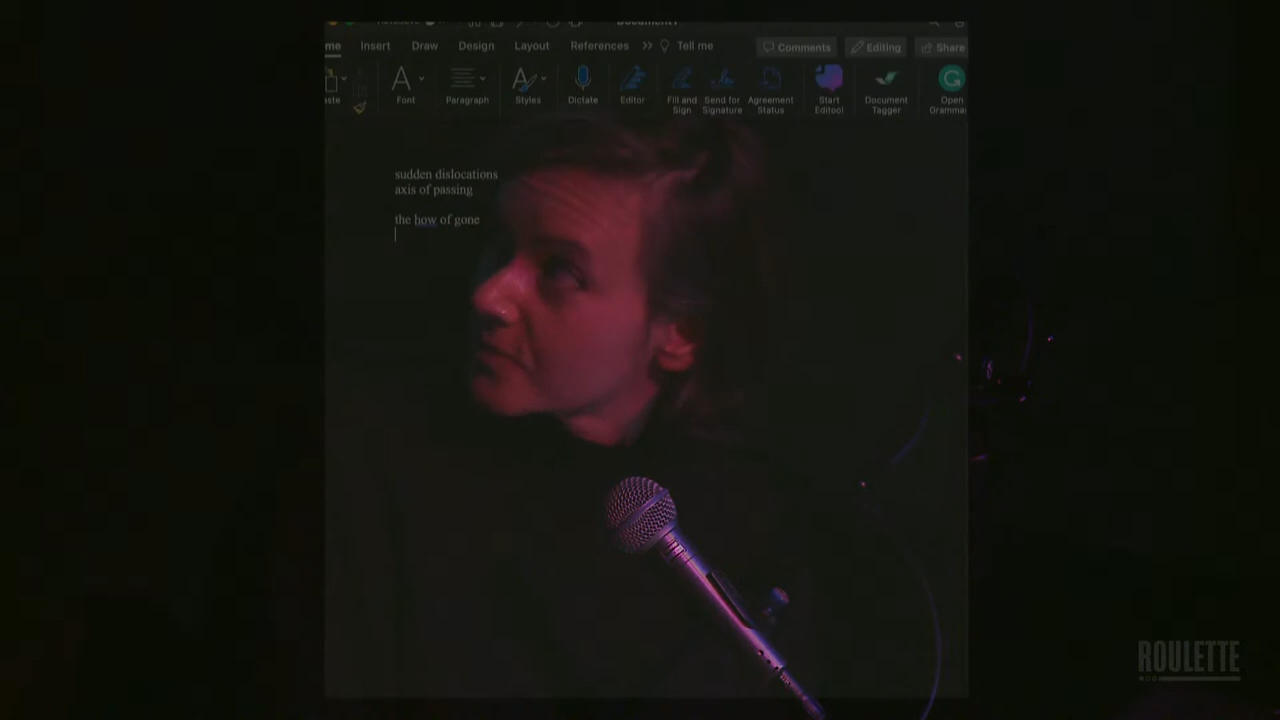 Insert Draw Design Layout References >> Tell me Comments Editing Share
Font Paragraph Styles Dictate Editor Fill and Sign Send for Signature Agreement Status Start Editool Document Tagger Open
sudden dislocations
axis of passing
the how of gone
ROULETTE